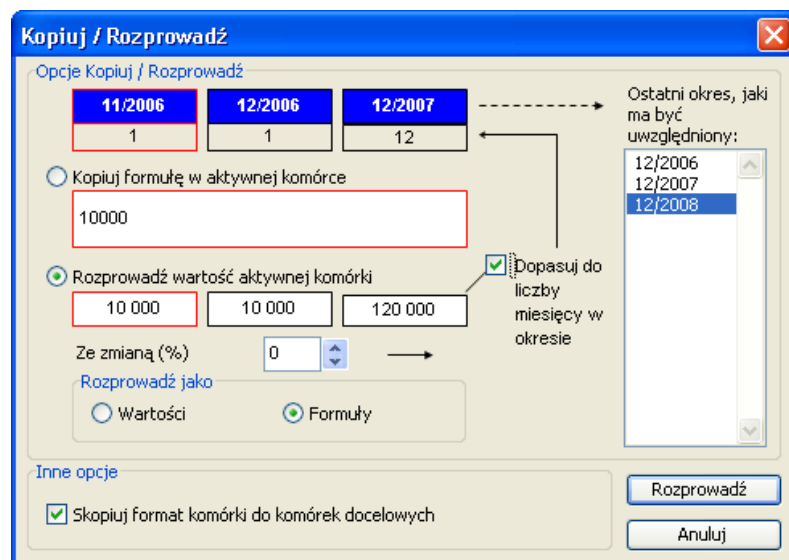 Kopiuj / Rozprowadź
Opcje Kopiuj / Rozprowadź
11/2006 12/2006 12/2007
1 1 12
Ostatni okres, jaki
ma być
uwzględniony:
12/2006
12/2007
12/2008
Kopiuj formułę w aktywnej komórce
10000
Rozprowadź wartość aktywnej komórki
10 000 10 000 120 000
Dopasuj do
liczby
miesięcy w
okresie
Ze zmianą (%) 0
Rozprowadź jako
Wartości Formuły
Inne opcje
Skopiuj format komórki do komórek docelowych
Rozprowadź
Anuluj